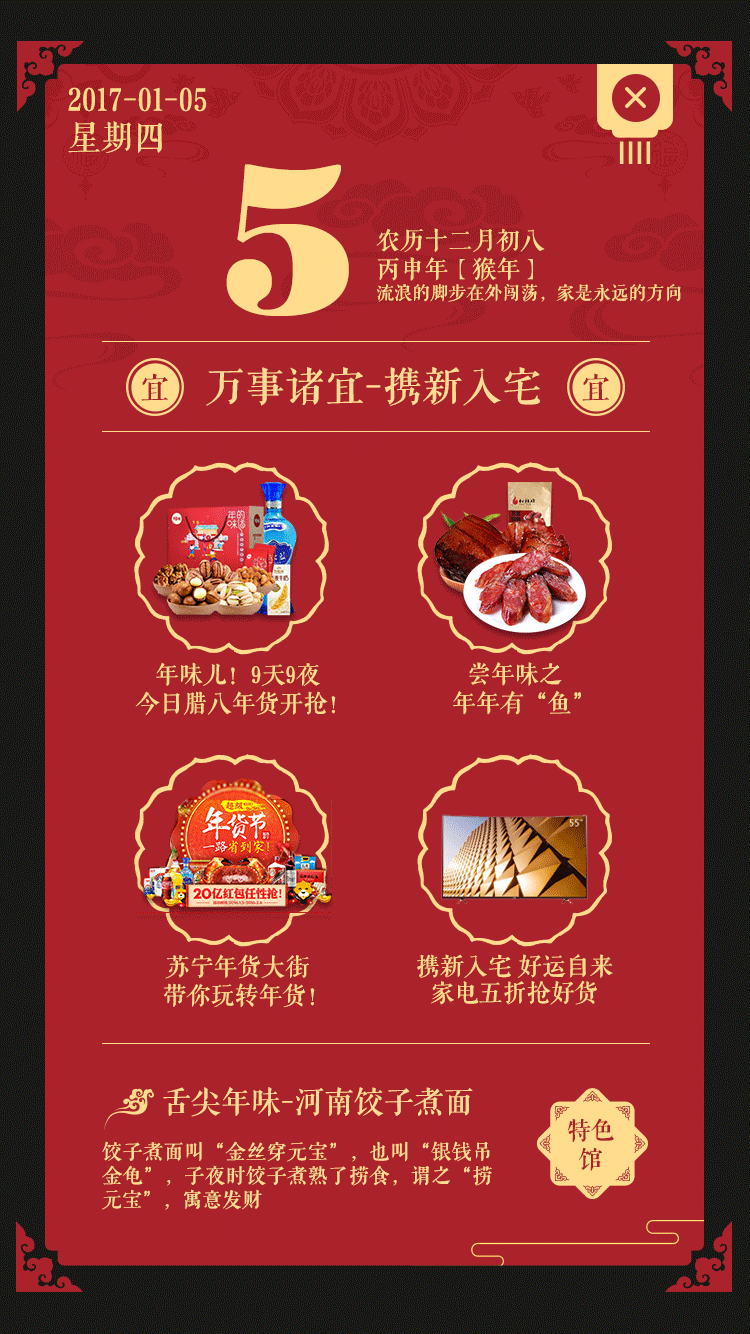 2017-01-05
星期四
5
农历十二月初八
丙申年[猴年]
流浪的脚步在外闯荡，家是永远的方向
宜
万事诸宜-携新入宅
宜
年味儿！9天9夜
今日腊八年货开抢！
尝年味之
年年有“鱼”
超级
年货节
一路省到家！
20亿红包任性抢！
55"
苏宁年货大街
带你玩转年货！
携新入宅 好运自来
家电五折抢好货
舌尖年味-河南饺子煮面
饺子煮面叫“金丝穿元宝”，也叫“银钱吊
金龟”，子夜时饺子煮熟了捞食，谓之“捞
元宝”，寓意发财
特色
馆